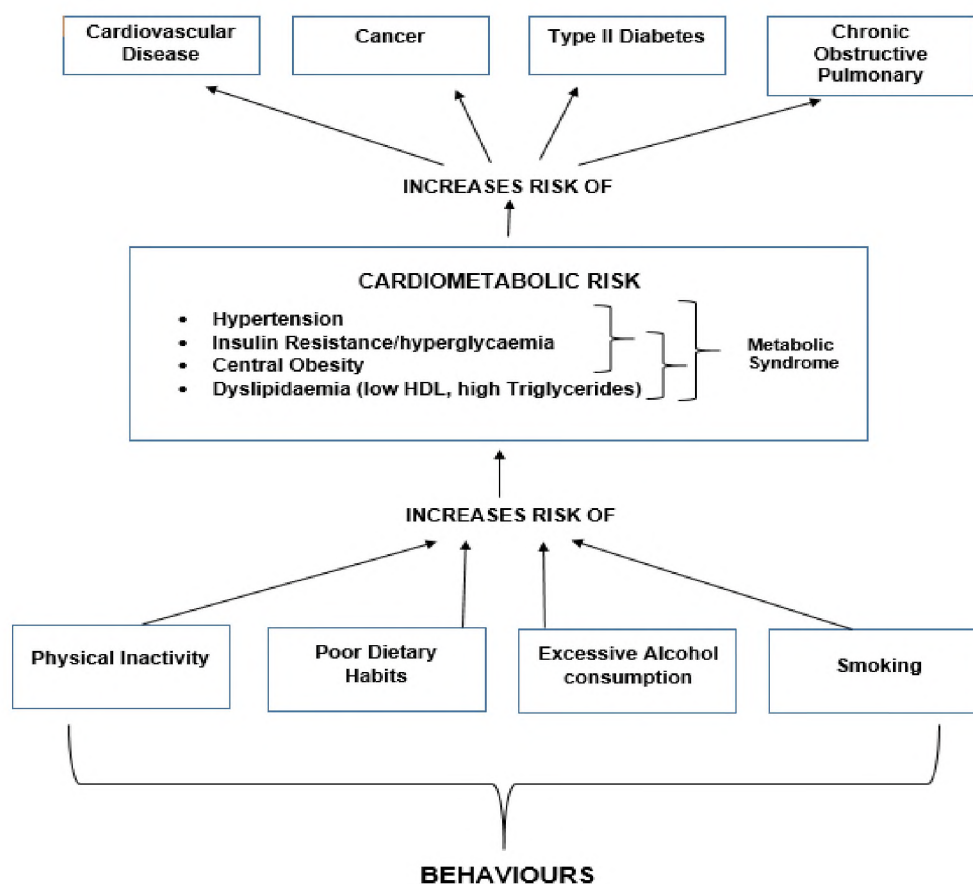 Cardiovascular
Disease
Cancer
Type II Diabetes
Chronic
Obstructive
Pulmonary
INCREASES RISK OF
CARDIOMETABOLIC RISK
• Hypertension
• Insulin Resistance/hyperglycaemia
• Central Obesity
• Dyslipidaemia (low HDL, high Triglycerides)
Metabolic
Syndrome
INCREASES RISK OF
Physical Inactivity
Poor Dietary
Habits
Excessive Alcohol
consumption
Smoking
BEHAVIOURS